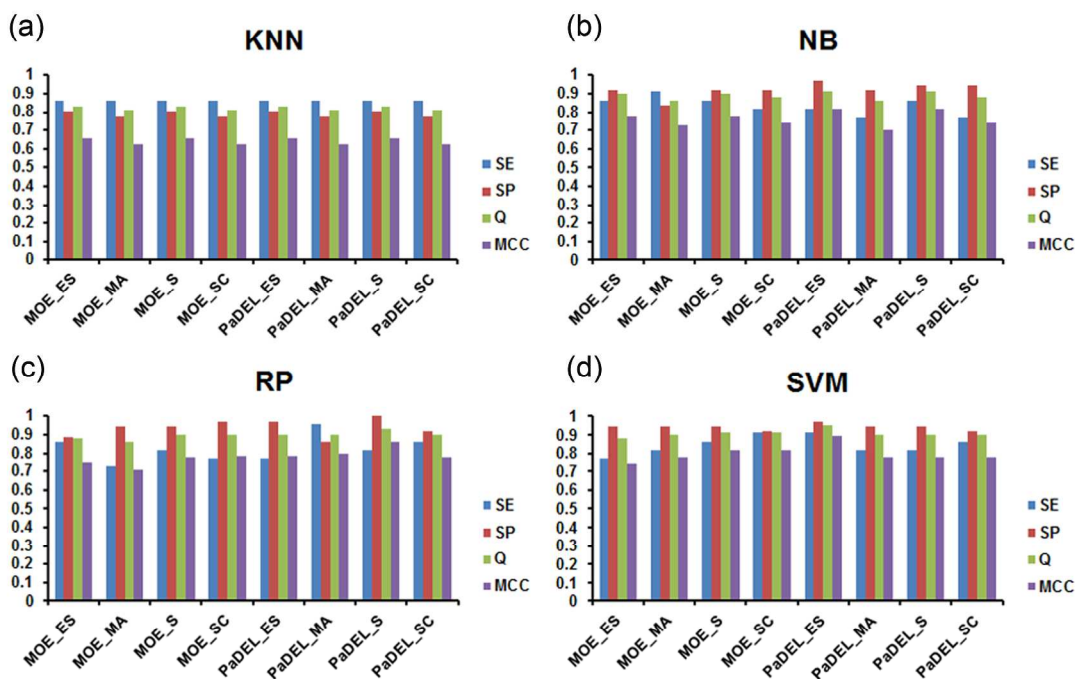 (a)
KNN
1
0.9
0.8
0.7
0.6
0.5
0.4
0.3
0.2
0.1
0
MOE_ES
MOE_MA
MOE_S
MOE_SC
PaDEL_ES
PaDEL_MA
PaDEL_S
PaDEL_SC
SE
SP
Q
MCC
(b)
NB
1
0.9
0.8
0.7
0.6
0.5
0.4
0.3
0.2
0.1
0
MOE_ES
MOE_MA
MOE_S
MOE_SC
PaDEL_ES
PaDEL_MA
PaDEL_S
PaDEL_SC
SE
SP
Q
MCC
(c)
RP
1
0.9
0.8
0.7
0.6
0.5
0.4
0.3
0.2
0.1
0
MOE_ES
MOE_MA
MOE_S
MOE_SC
PaDEL_ES
PaDEL_MA
PaDEL_S
PaDEL_SC
SE
SP
Q
MCC
(d)
SVM
1
0.9
0.8
0.7
0.6
0.5
0.4
0.3
0.2
0.1
0
MOE_ES
MOE_MA
MOE_S
MOE_SC
PaDEL_ES
PaDEL_MA
PaDEL_S
PaDEL_SC
SE
SP
Q
MCC